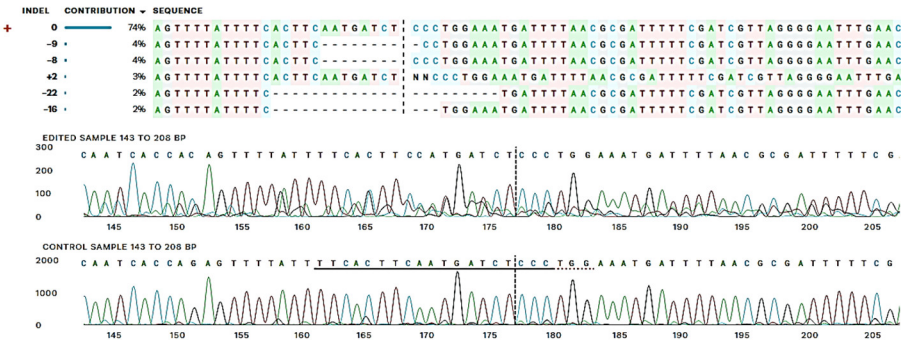 INDEL CONTRIBUTION SEQUENCE
+ 0 74% AGTTTTATTTTCACTTCAATGATCT CCCTGGAAATGATTTTAACGCGATTTTTCGATCGTTAGGGGAATTTGAAC
-9 4% AGTTTTATTTTCACTTC-------- -CCTGGAAATGATTTTAACGCGATTTTTCGATCGTTAGGGGAATTTGAAC
-8 4% AGTTTTATTTTCACTTC-------- CCCTGGAAATGATTTTAACGCGATTTTTCGATCGTTAGGGGAATTTGAAC
+2 3% AGTTTTATTTTCACTTCAATGATCT NNCCCTGGAAATGATTTTAACGCGATTTTTCGATCGTTAGGGGAATTTGA
-22 2% AGTTTTATTTTC------------- ---------TGATTTTAACGCGATTTTTCGATCGTTAGGGGAATTTGAAC
-16 2% AGTTTTATTTTC------------- ---TGGAAATGATTTTAACGCGATTTTTCGATCGTTAGGGGAATTTGAAC
EDITED SAMPLE 143 TO 208 BP
300
C A A T C A C C A C A G T T T T A T T T T C A C T T C C A T G A T C T C C C T G G A A A T G A T T T T A A C G C G A T T T T T C G
200
100
0
145 150 155 160 165 170 175 180 185 190 195 200 205
CONTROL SAMPLE 143 TO 208 BP
2000
C A A T C A C C A G A G T T T T A T T T T C A C T T C A A T G A T C T C C C T G G A A A T G A T T T T A A C G C G A T T T T T C G
1000
0
145 150 155 160 165 170 175 180 185 190 195 200 205